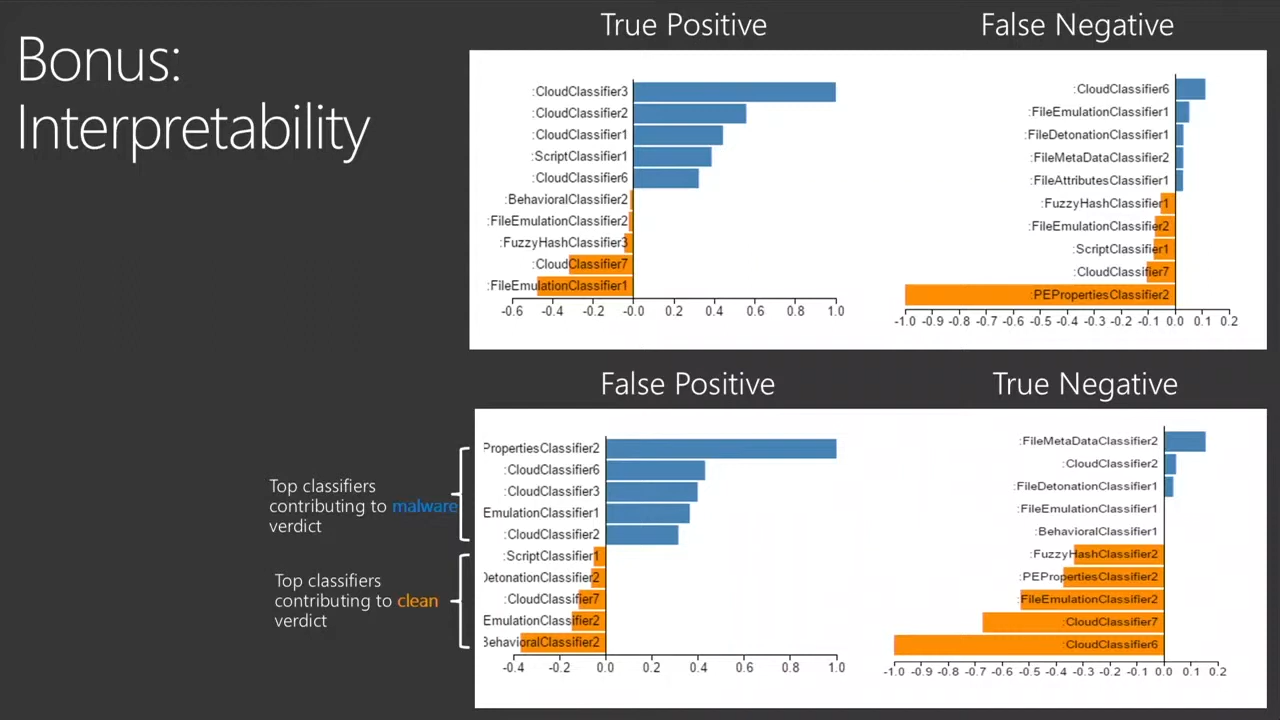 Bonus:
Interpretability
True Positive
:CloudClassifier3
:CloudClassifier2
:CloudClassifier1
:ScriptClassifier1
:CloudClassifier6
:BehavioralClassifier2
:FileEmulationClassifier2
:FuzzyHashClassifier3
:CloudClassifier7
:FileEmulationClassifier1
-0.6 -0.4 -0.2 -0.0 0.2 0.4 0.6 0.8 1.0
False Negative
:CloudClassifier6
:FileEmulationClassifier1
:FileDetonationClassifier1
:FileMetaDataClassifier2
:FileAttributesClassifier1
:FuzzyHashClassifier1
:FileEmulationClassifier2
:ScriptClassifier1
:CloudClassifier7
:PEPropertiesClassifier2
-1.0 -0.9 -0.8 -0.7 -0.6 -0.5 -0.4 -0.3 -0.2 -0.1 0.0 0.1 0.2
Top classifiers
contributing to malware
verdict
Top classifiers
contributing to clean
verdict
False Positive
PropertiesClassifier2
:CloudClassifier6
:CloudClassifier3
EmulationClassifier1
:CloudClassifier2
:ScriptClassifier1
DetonationClassifier2
:CloudClassifier7
EmulationClassifier2
BehavioralClassifier2
-0.4 -0.2 0.0 0.2 0.4 0.6 0.8 1.0
True Negative
:FileMetaDataClassifier2
:CloudClassifier2
:FileDetonationClassifier1
:FileEmulationClassifier1
:BehavioralClassifier1
:FuzzyHashClassifier2
:PEPropertiesClassifier2
:FileEmulationClassifier2
:CloudClassifier7
:CloudClassifier6
-1.0 -0.9 -0.8 -0.7 -0.6 -0.5 -0.4 -0.3 -0.2 -0.1 0.0 0.1 0.2